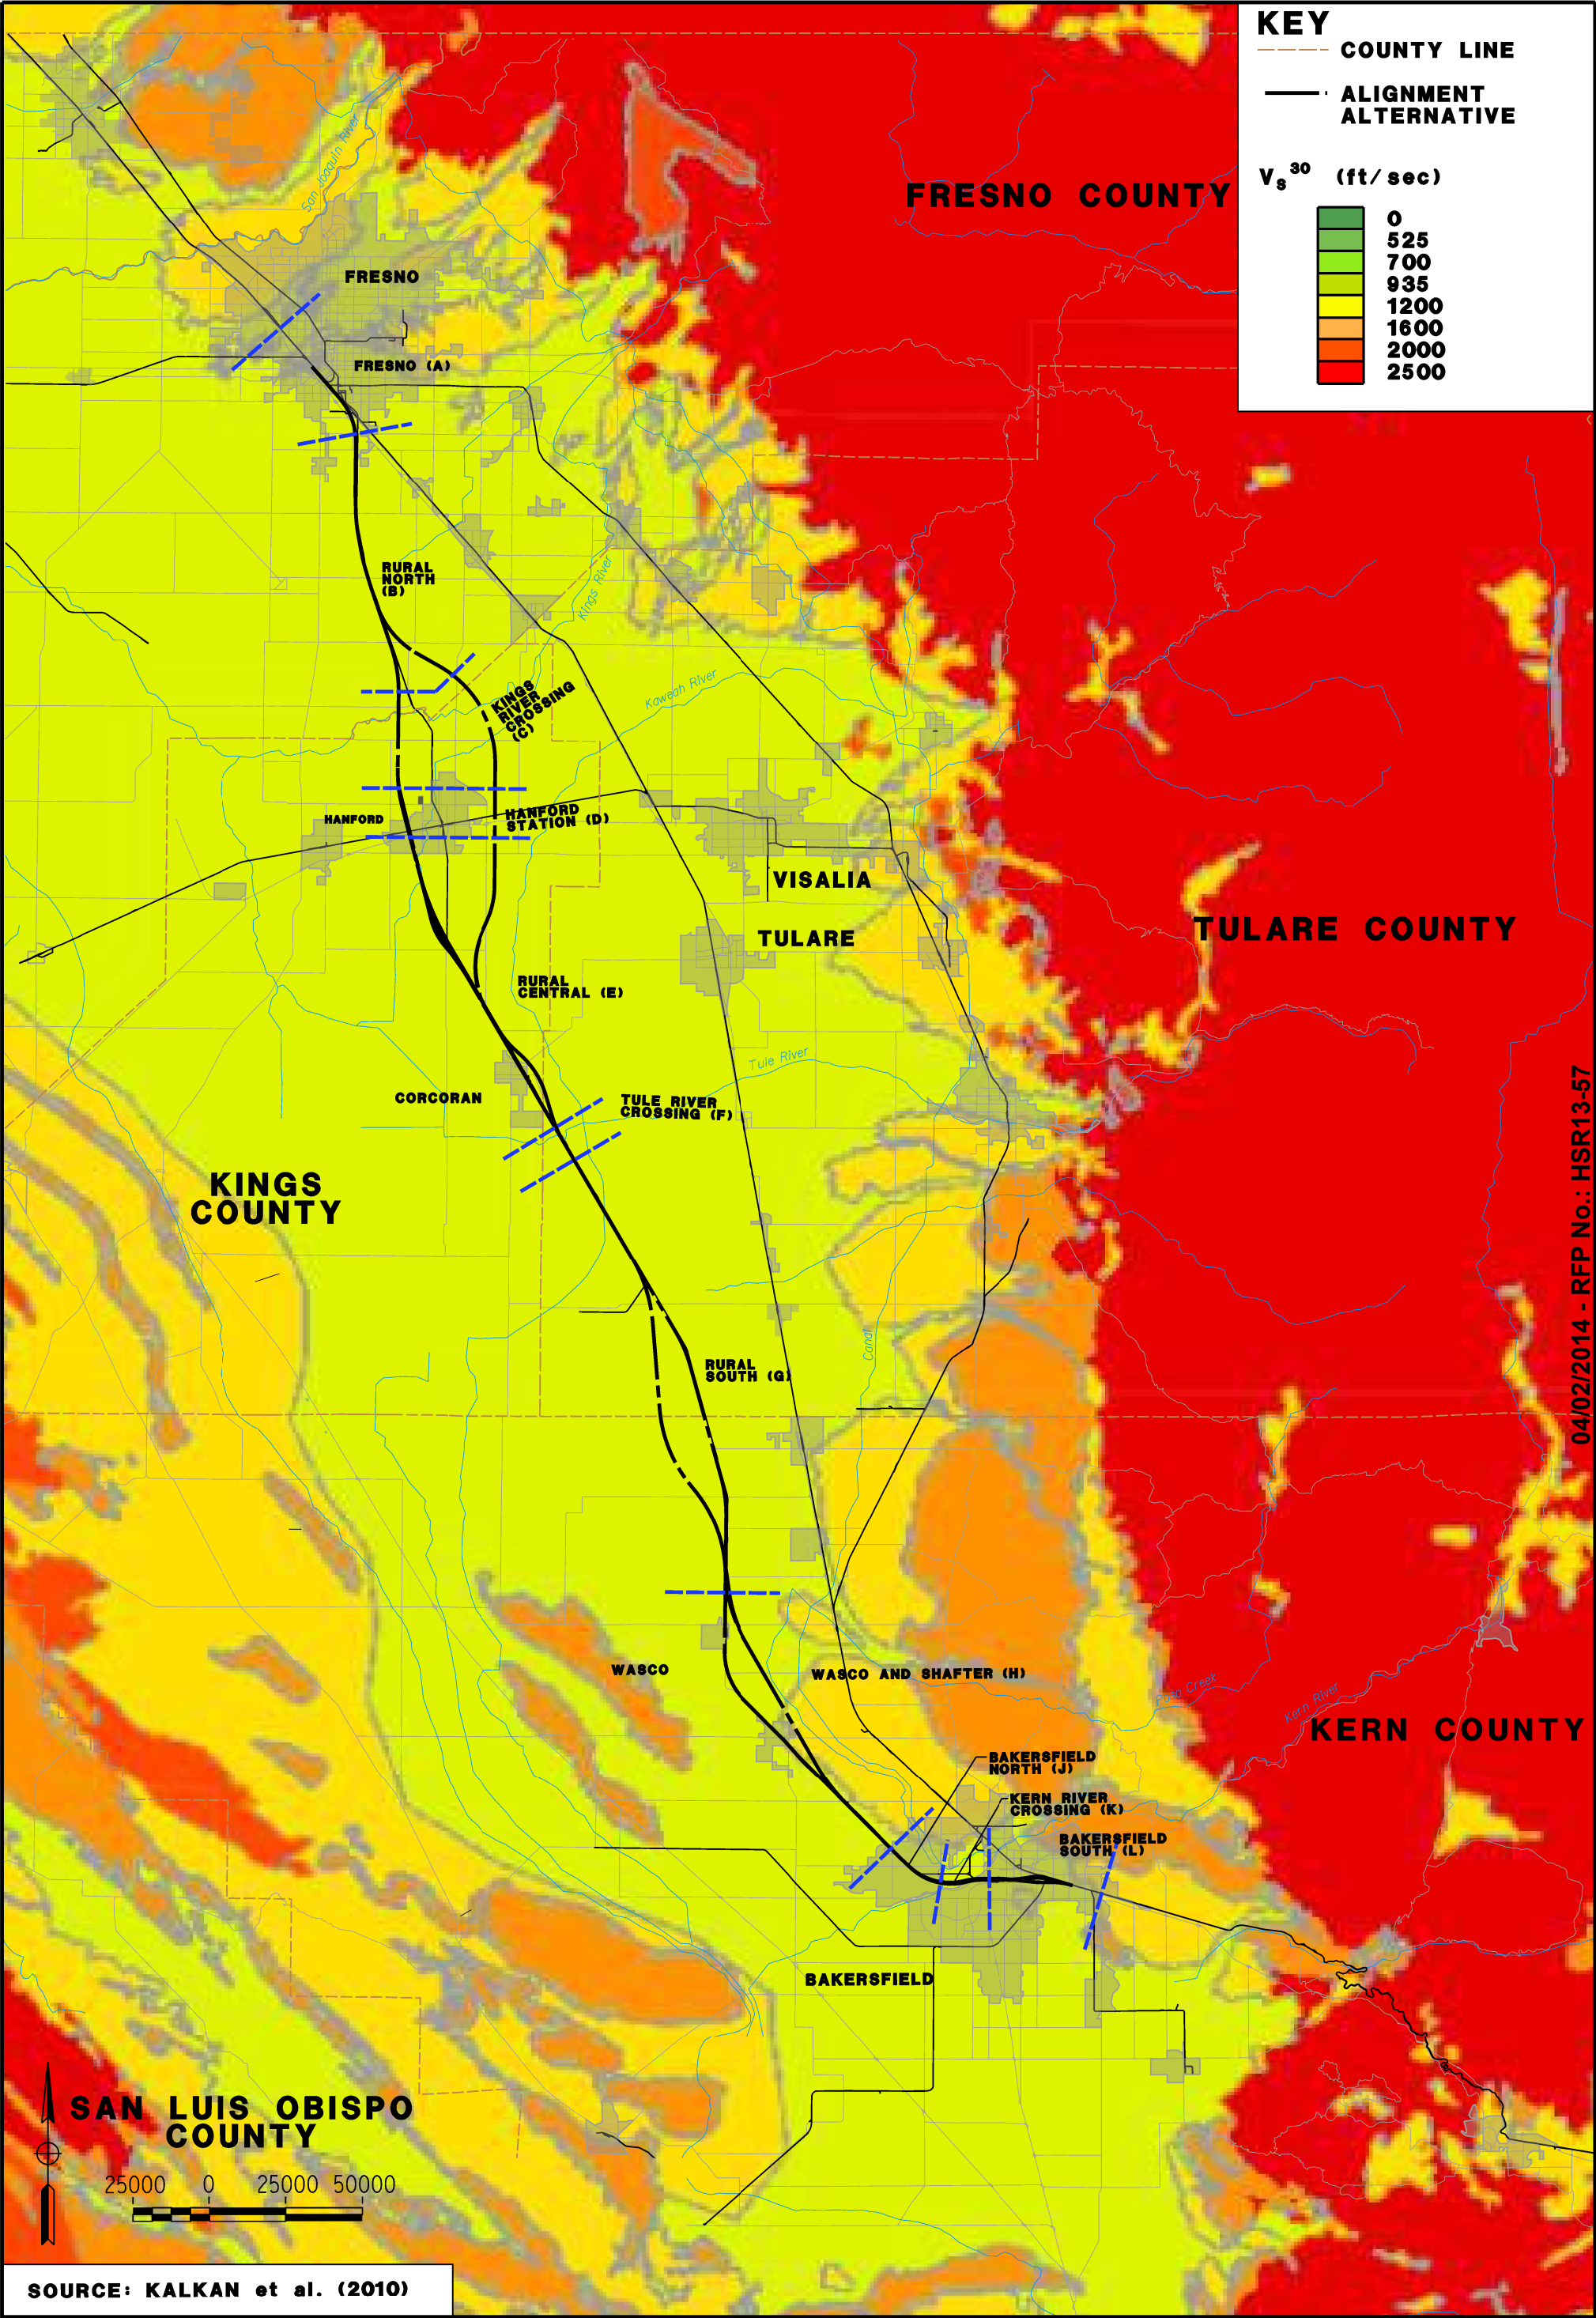 KEY
COUNTY LINE
ALIGNMENT
ALTERNATIVE
Vs30 (ft/sec)
0
525
700
935
1200
1600
2000
2500
San Joaquin River
FRESNO COUNTY
FRESNO
FRESNO (A)
RURAL
NORTH
(B)
Kings River
KINGS
RIVER
CROSSING
(C)
Kaweah River
HANFORD
HANFORD
STATION (D)
VISALIA
TULARE
TULARE COUNTY
RURAL
CENTRAL (E)
Tule River
CORCORAN
TULE RIVER
CROSSING (F)
KINGS
COUNTY
04/02/2014 - RFP No.: HSR13-57
Canal
RURAL
SOUTH (G)
WASCO
WASCO AND SHAFTER (H)
Poso Creek
Kern River
KERN COUNTY
BAKERSFIELD
NORTH (J)
KERN RIVER
CROSSING (K)
BAKERSFIELD
SOUTH (L)
BAKERSFIELD
SAN LUIS OBISPO
COUNTY
25000 0 25000 50000
SOURCE: KALKAN et al. (2010)